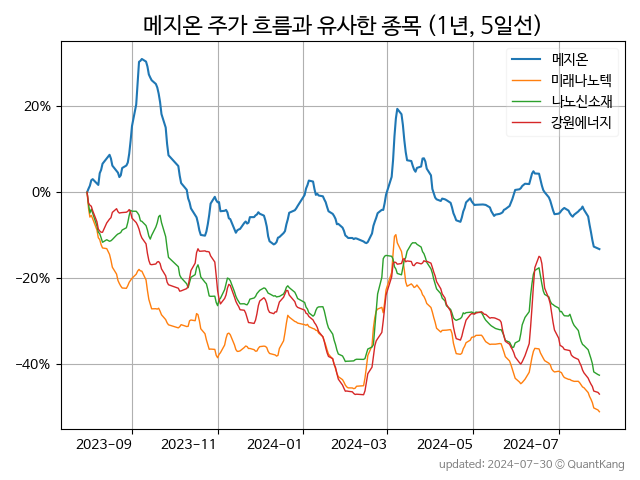 메지온 주가 흐름과 유사한 종목 (1년, 5일선)
메지온
미래나노텍
나노신소재
강원에너지
20%
0%
−20%
−40%
2023-09 2023-11 2024-01 2024-03 2024-05 2024-07
updated: 2024-07-30 © QuantKang